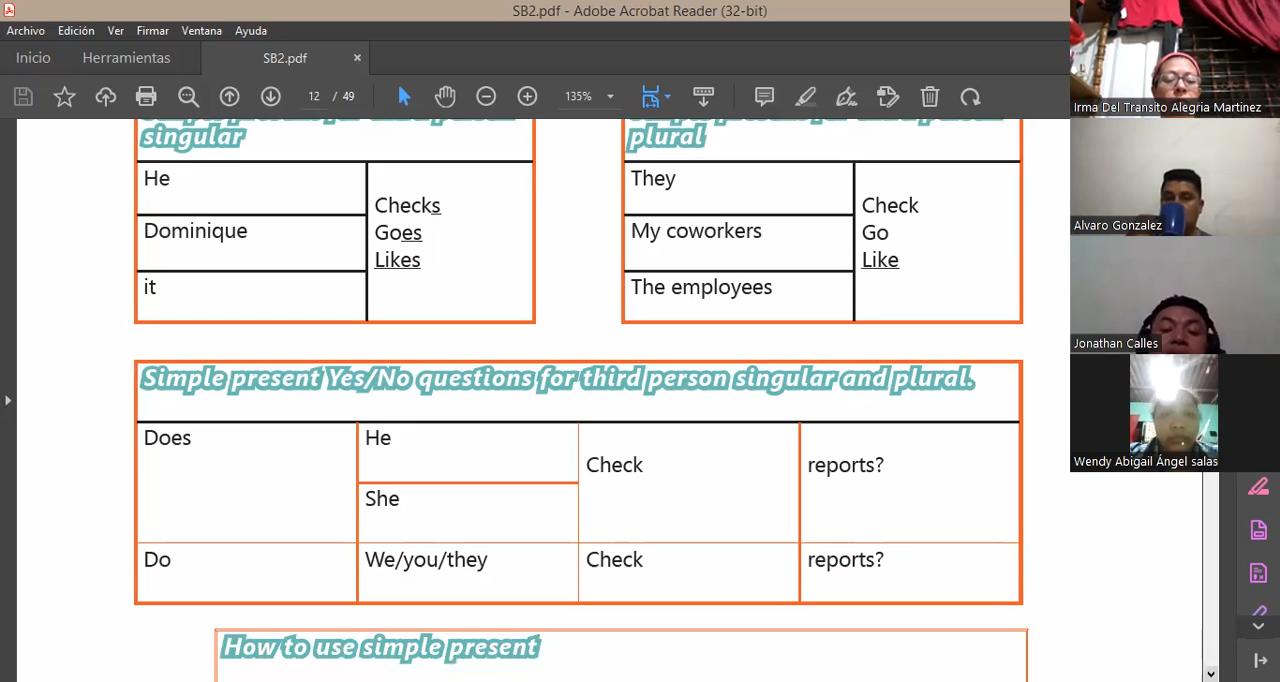 SB2.pdf - Adobe Acrobat Reader (32-bit)
Archivo Edición Ver Firmar Ventana Ayuda
Inicio Herramientas SB2.pdf ×
12 / 49 135%
singular
He
Dominique
it
Checks
Goes
Likes
plural
They
My coworkers
The employees
Check
Go
Like
Simple present Yes/No questions for third person singular and plural.
Does He Check reports?
She
Do We/you/they Check reports?
How to use simple present
Irma Del Transito Alegria Martinez
Alvaro Gonzalez
Jonathan Calles
Wendy Abigail Ángel salas